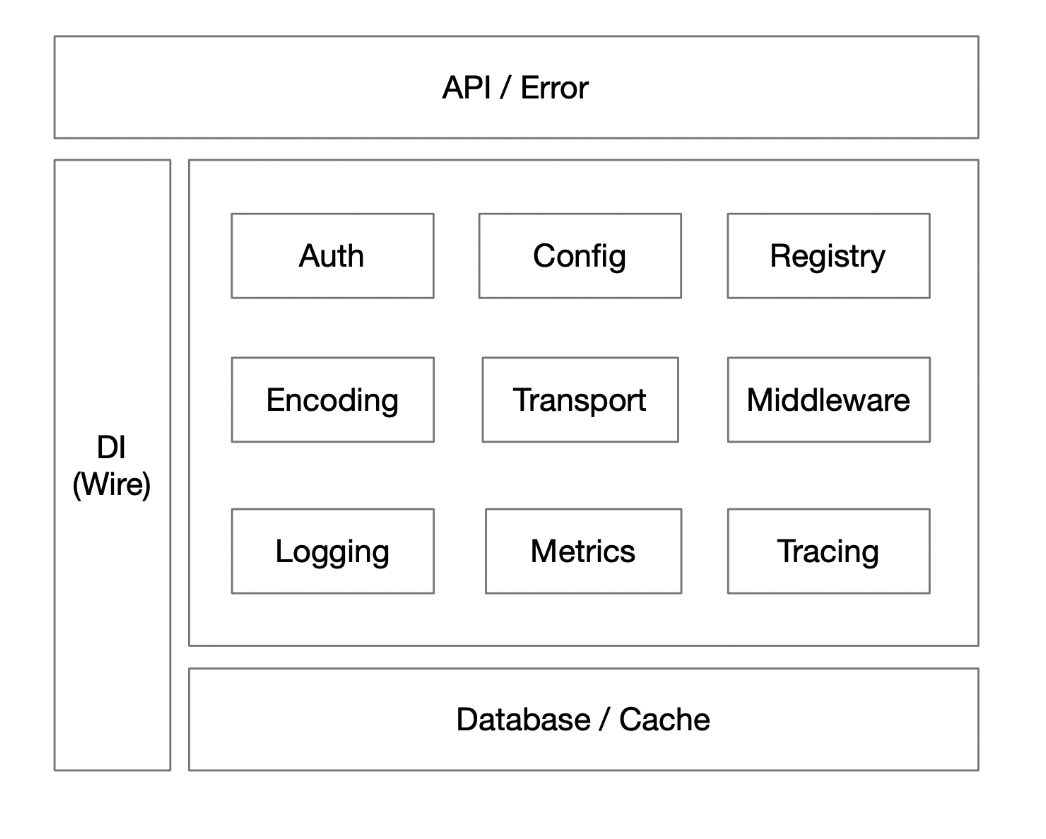 API / Error
DI
(Wire)
Auth
Config
Registry
Encoding
Transport
Middleware
Logging
Metrics
Tracing
Database / Cache